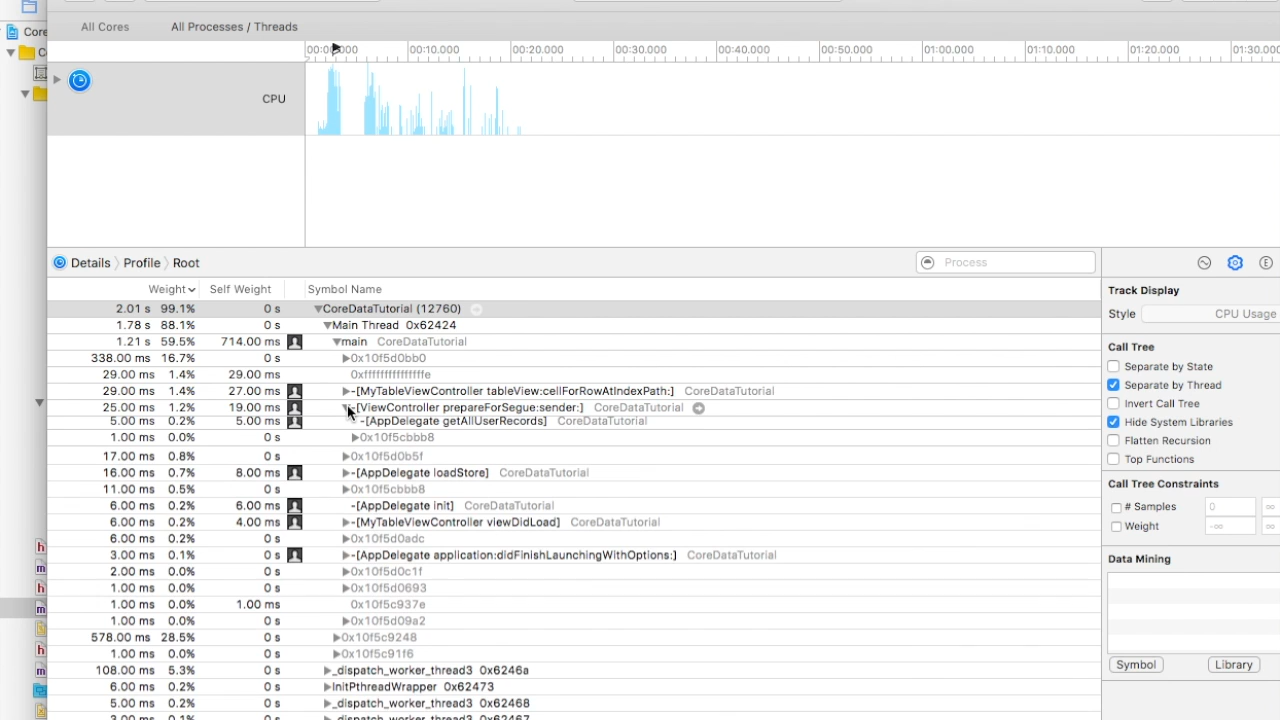 Core
C
All Cores All Processes / Threads
00:00.000 00:10.000 00:20.000 00:30.000 00:40.000 00:50.000 01:00.000 01:10.000 01:20.000 01:30.000
CPU
Details Profile Root Process
Weight Self Weight Symbol Name
2.01 s 99.1% 0 s CoreDataTutorial (12760)
1.78 s 88.1% 0 s Main Thread 0x62424
1.21 s 59.5% 714.00 ms main CoreDataTutorial
338.00 ms 16.7% 0 s 0x10f5d0bb0
29.00 ms 1.4% 29.00 ms 0xfffffffffffffffe
29.00 ms 1.4% 27.00 ms -[MyTableViewController tableView:cellForRowAtIndexPath:] CoreDataTutorial
25.00 ms 1.2% 19.00 ms [ViewController prepareForSegue:sender:] CoreDataTutorial
5.00 ms 0.2% 5.00 ms -[AppDelegate getAllUserRecords] CoreDataTutorial
1.00 ms 0.0% 0 s 0x10f5cbbb8
17.00 ms 0.8% 0 s 0x10f5d0b5f
16.00 ms 0.7% 8.00 ms -[AppDelegate loadStore] CoreDataTutorial
11.00 ms 0.5% 0 s 0x10f5cbbb8
6.00 ms 0.2% 6.00 ms -[AppDelegate init] CoreDataTutorial
6.00 ms 0.2% 4.00 ms -[MyTableViewController viewDidLoad] CoreDataTutorial
6.00 ms 0.2% 0 s 0x10f5d0adc
3.00 ms 0.1% 0 s -[AppDelegate application:didFinishLaunchingWithOptions:] CoreDataTutorial
2.00 ms 0.0% 0 s 0x10f5d0c1f
1.00 ms 0.0% 0 s 0x10f5d0693
1.00 ms 0.0% 1.00 ms 0x10f5c937e
1.00 ms 0.0% 0 s 0x10f5d09a2
578.00 ms 28.5% 0 s 0x10f5c9248
1.00 ms 0.0% 0 s 0x10f5c91f6
108.00 ms 5.3% 0 s _dispatch_worker_thread3 0x6246a
6.00 ms 0.2% 0 s InitPthreadWrapper 0x62473
5.00 ms 0.2% 0 s _dispatch_worker_thread3 0x62468
3.00 ms 0.1% 0 s _dispatch_worker_thread3 0x62467
Track Display
Style CPU Usage
Call Tree
Separate by State
Separate by Thread
Invert Call Tree
Hide System Libraries
Flatten Recursion
Top Functions
Call Tree Constraints
# Samples 0 ∞
Weight -∞ ∞
Data Mining
Symbol Library
h
m
h
m
h
m
E